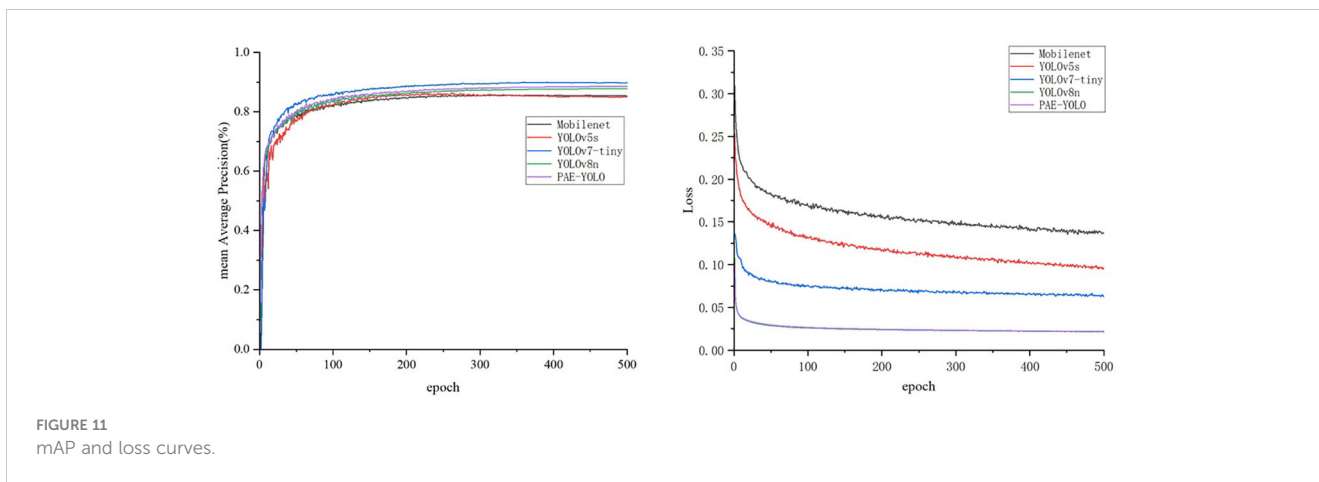 1.0
0.8
0.6
0.4
0.2
0.0
mean Average Precision(%)
Mobilenet
YOLOv5s
YOLOv7-tiny
YOLOv8n
PAE-YOLO
0 100 200 300 400 500
epoch
0.35
0.30
0.25
0.20
0.15
0.10
0.05
0.00
Loss
Mobilenet
YOLOv5s
YOLOv7-tiny
YOLOv8n
PAE-YOLO
0 100 200 300 400 500
epoch
FIGURE 11
mAP and loss curves.